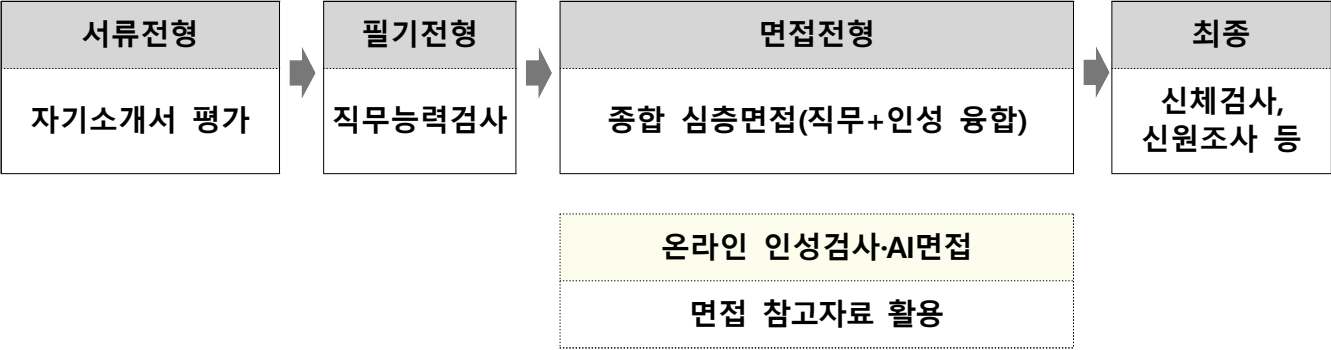 서류전형
자기소개서 평가
필기전형
직무능력검사
면접전형
종합 심층면접(직무+인성 융합)
최종
신체검사,
신원조사 등
온라인 인성검사·AI면접
면접 참고자료 활용